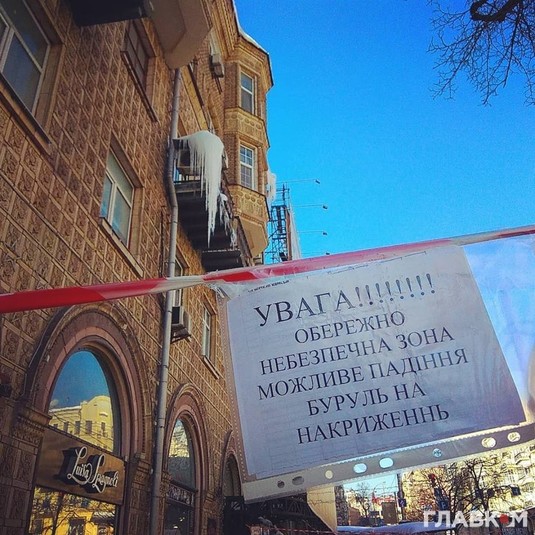 УВАГА!!!!!!!!!
ОБЕРЕЖНО
НЕБЕЗПЕЧНА ЗОНА
МОЖЛИВЕ ПАДІННЯ
БУРУЛЬ НА
НАКРИЖЕННЬ
ГЛАВКОМ